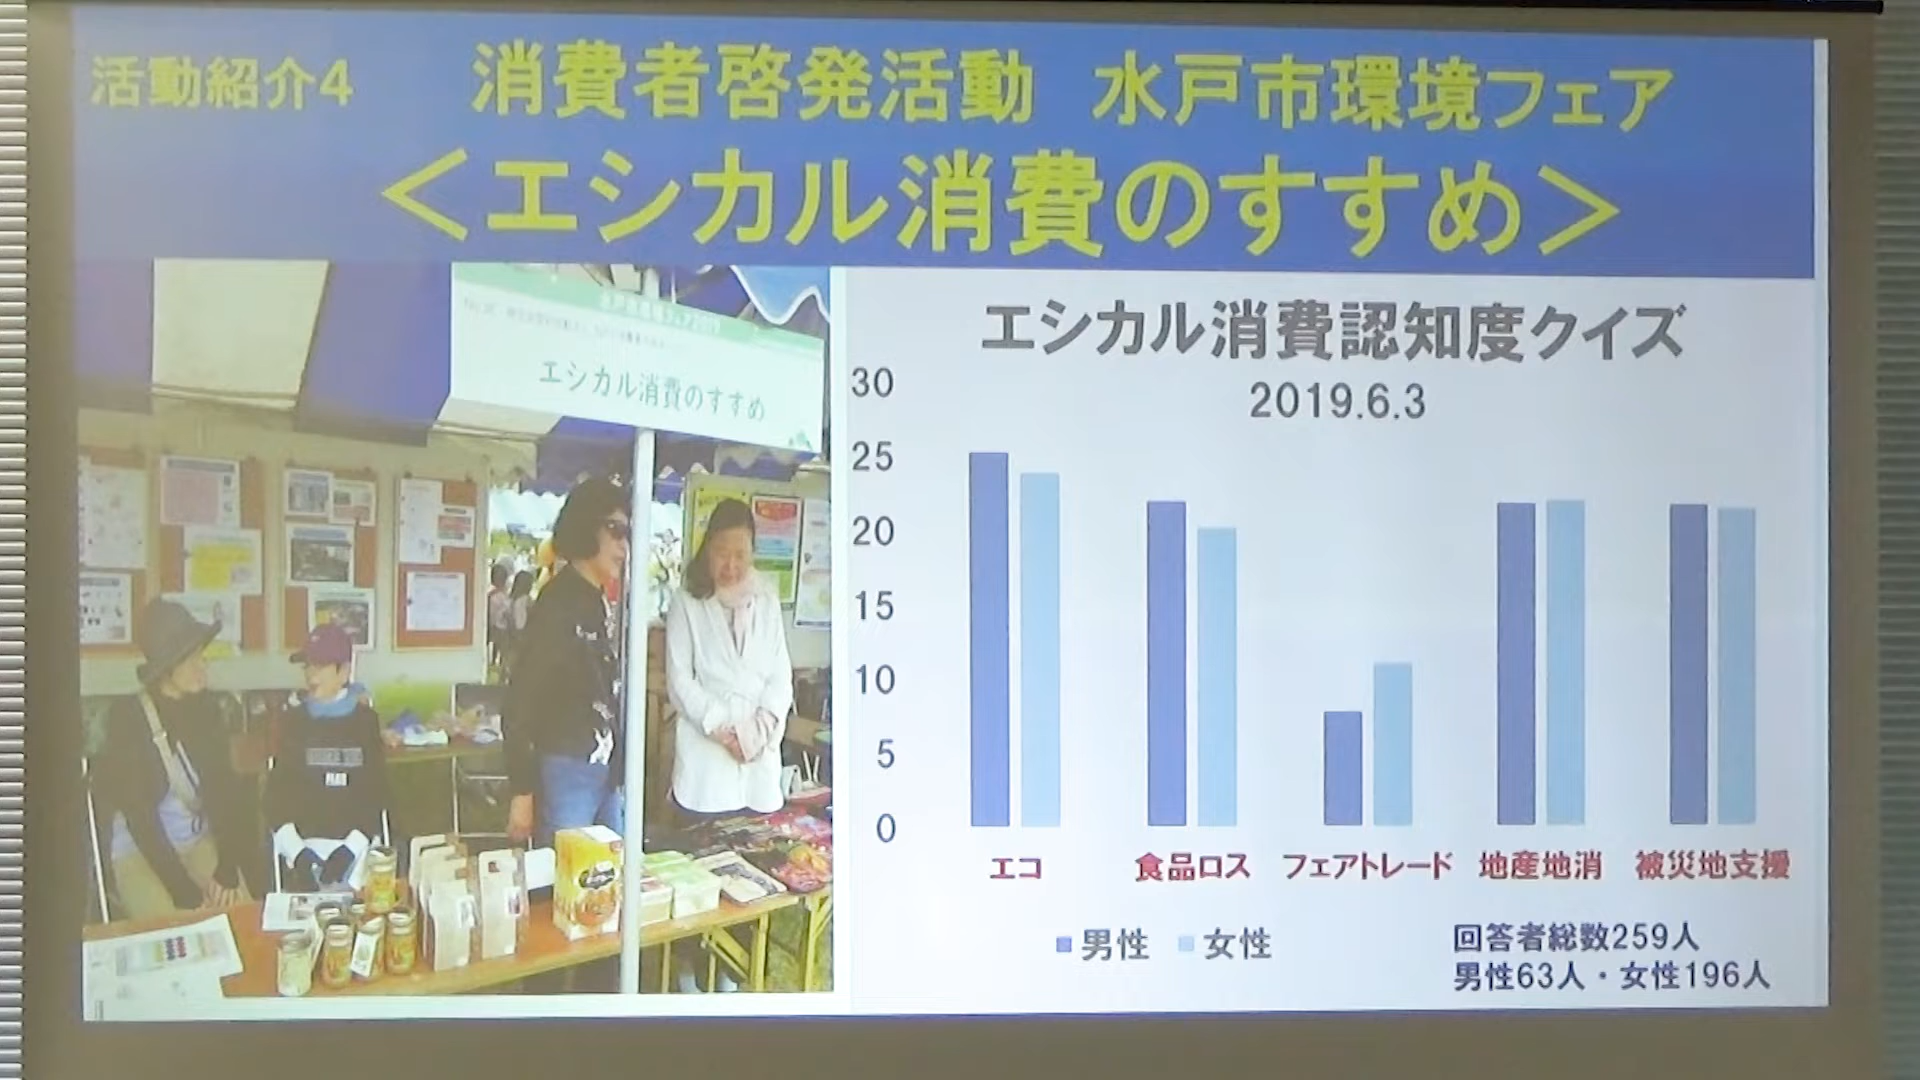 活動紹介4
消費者啓発活動 水戸市環境フェア
＜エシカル消費のすすめ＞
エシカル消費のすすめ
エシカル消費認知度クイズ
2019.6.3
30
25
20
15
10
5
0
エコ 食品ロス フェアトレード 地産地消 被災地支援
男性 女性
回答者総数259人
男性63人・女性196人